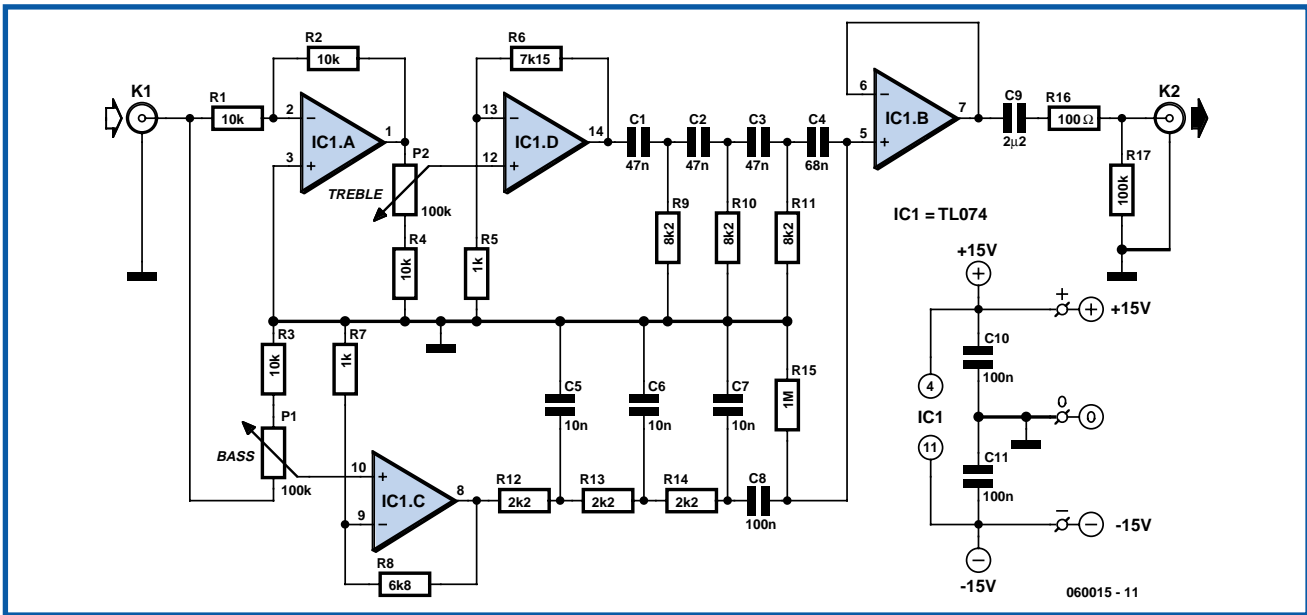 K1
R1
10k
R2
10k
2
3
−
+
IC1.A
1
P2
TREBLE
100k
R4
10k
R5
1k
R6
7k15
13
12
−
+
IC1.D
14
C1
47n
C2
47n
C3
47n
C4
68n
R9
8k2
R10
8k2
R11
8k2
6
5
−
+
IC1.B
7
C9
2µ2
R16
100 Ω
K2
R17
100k
R3
10k
R7
1k
P1
BASS
100k
10
9
+
−
IC1.C
8
R8
6k8
R12
2k2
R13
2k2
R14
2k2
C5
10n
C6
10n
C7
10n
C8
100n
R15
1M
IC1 = TL074
+15V
+
+
+
+15V
4
C10
100n
IC1
0
0
11
C11
100n
−
−
-15V
−
-15V
060015 - 11